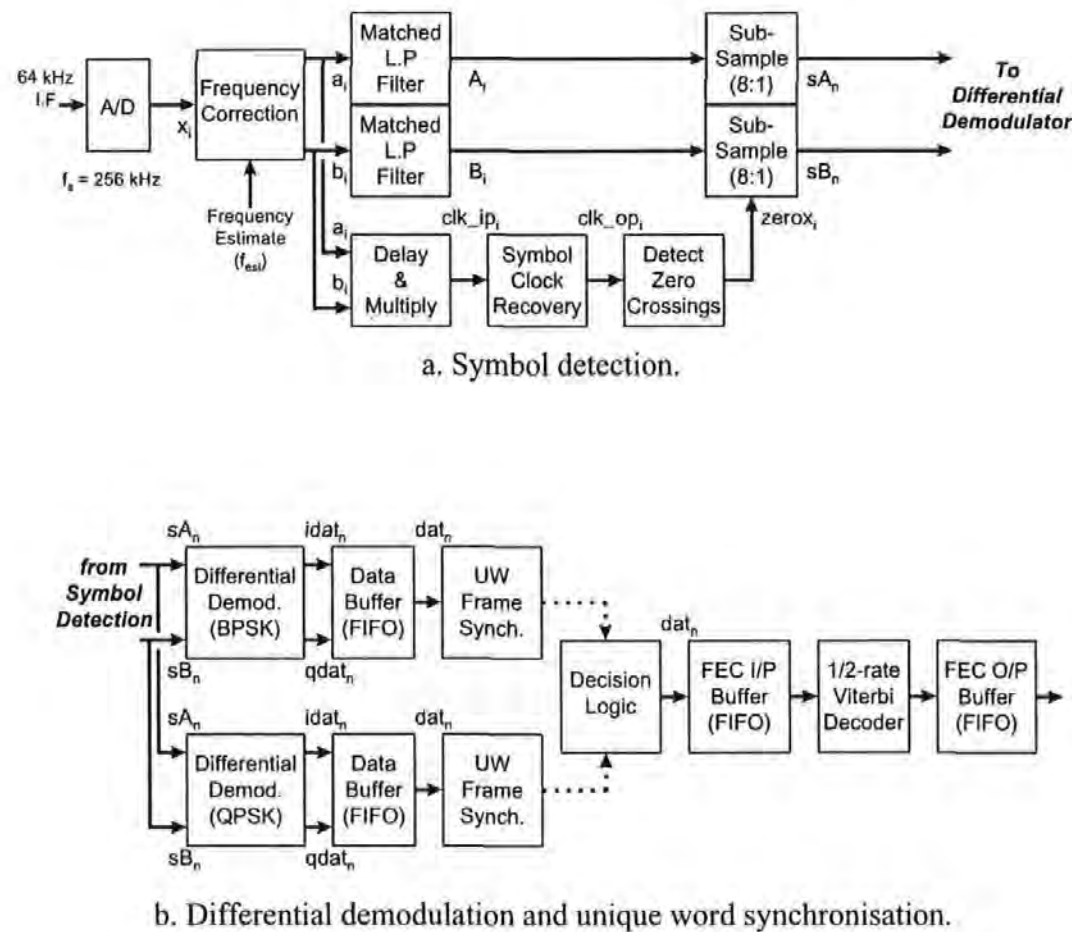 64 kHz
I.F
A/D
x_i
f_s = 256 kHz
Frequency
Correction
Frequency
Estimate
(f_esi)
a_i
b_i
Matched
L.P
Filter
A_i
Matched
L.P
Filter
B_i
a_i
b_i
Delay
&
Multiply
clk_ip_i
Symbol
Clock
Recovery
clk_op_i
Detect
Zero
Crossings
zerox_i
Sub-
Sample
(8:1)
sA_n
Sub-
Sample
(8:1)
sB_n
To
Differential
Demodulator
a. Symbol detection.
from
Symbol
Detection
sA_n
sB_n
Differential
Demod.
(BPSK)
idat_n
qdat_n
Data
Buffer
(FIFO)
dat_n
UW
Frame
Synch.
sA_n
sB_n
Differential
Demod.
(QPSK)
idat_n
qdat_n
Data
Buffer
(FIFO)
dat_n
UW
Frame
Synch.
Decision
Logic
dat_n
FEC I/P
Buffer
(FIFO)
1/2-rate
Viterbi
Decoder
FEC O/P
Buffer
(FIFO)
b. Differential demodulation and unique word synchronisation.